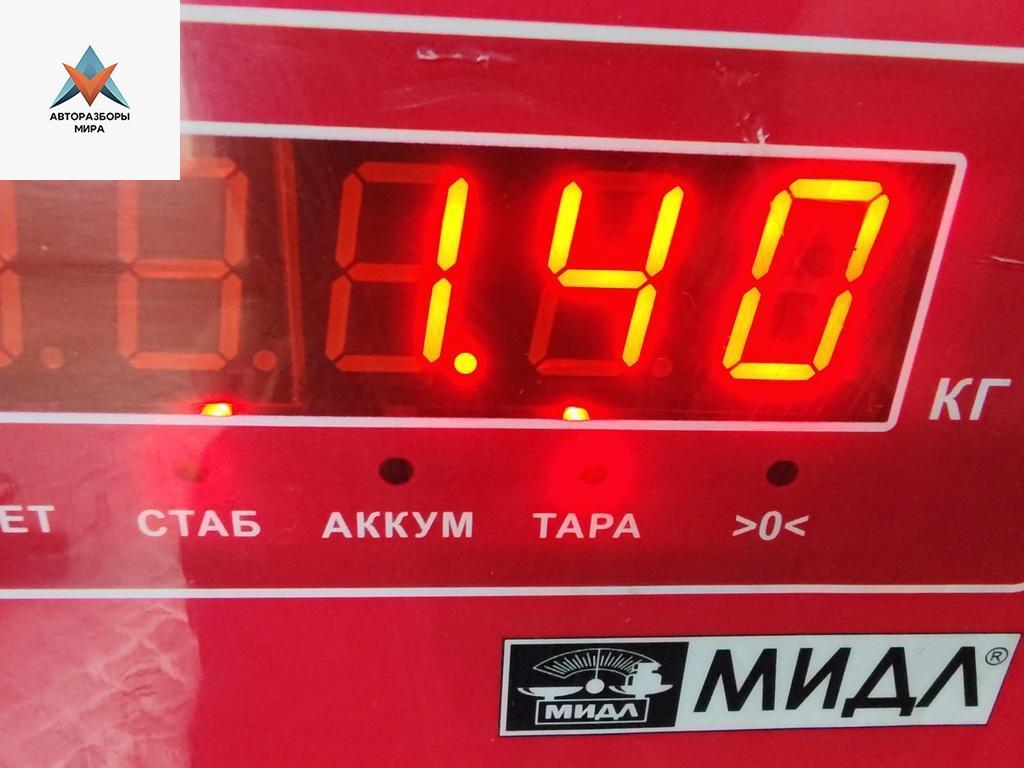 АВТОРАЗБОРЫ
МИРА
1.40
КГ
ЕТ СТАБ АККУМ ТАРА >0<
МИДЛ МИДЛ®